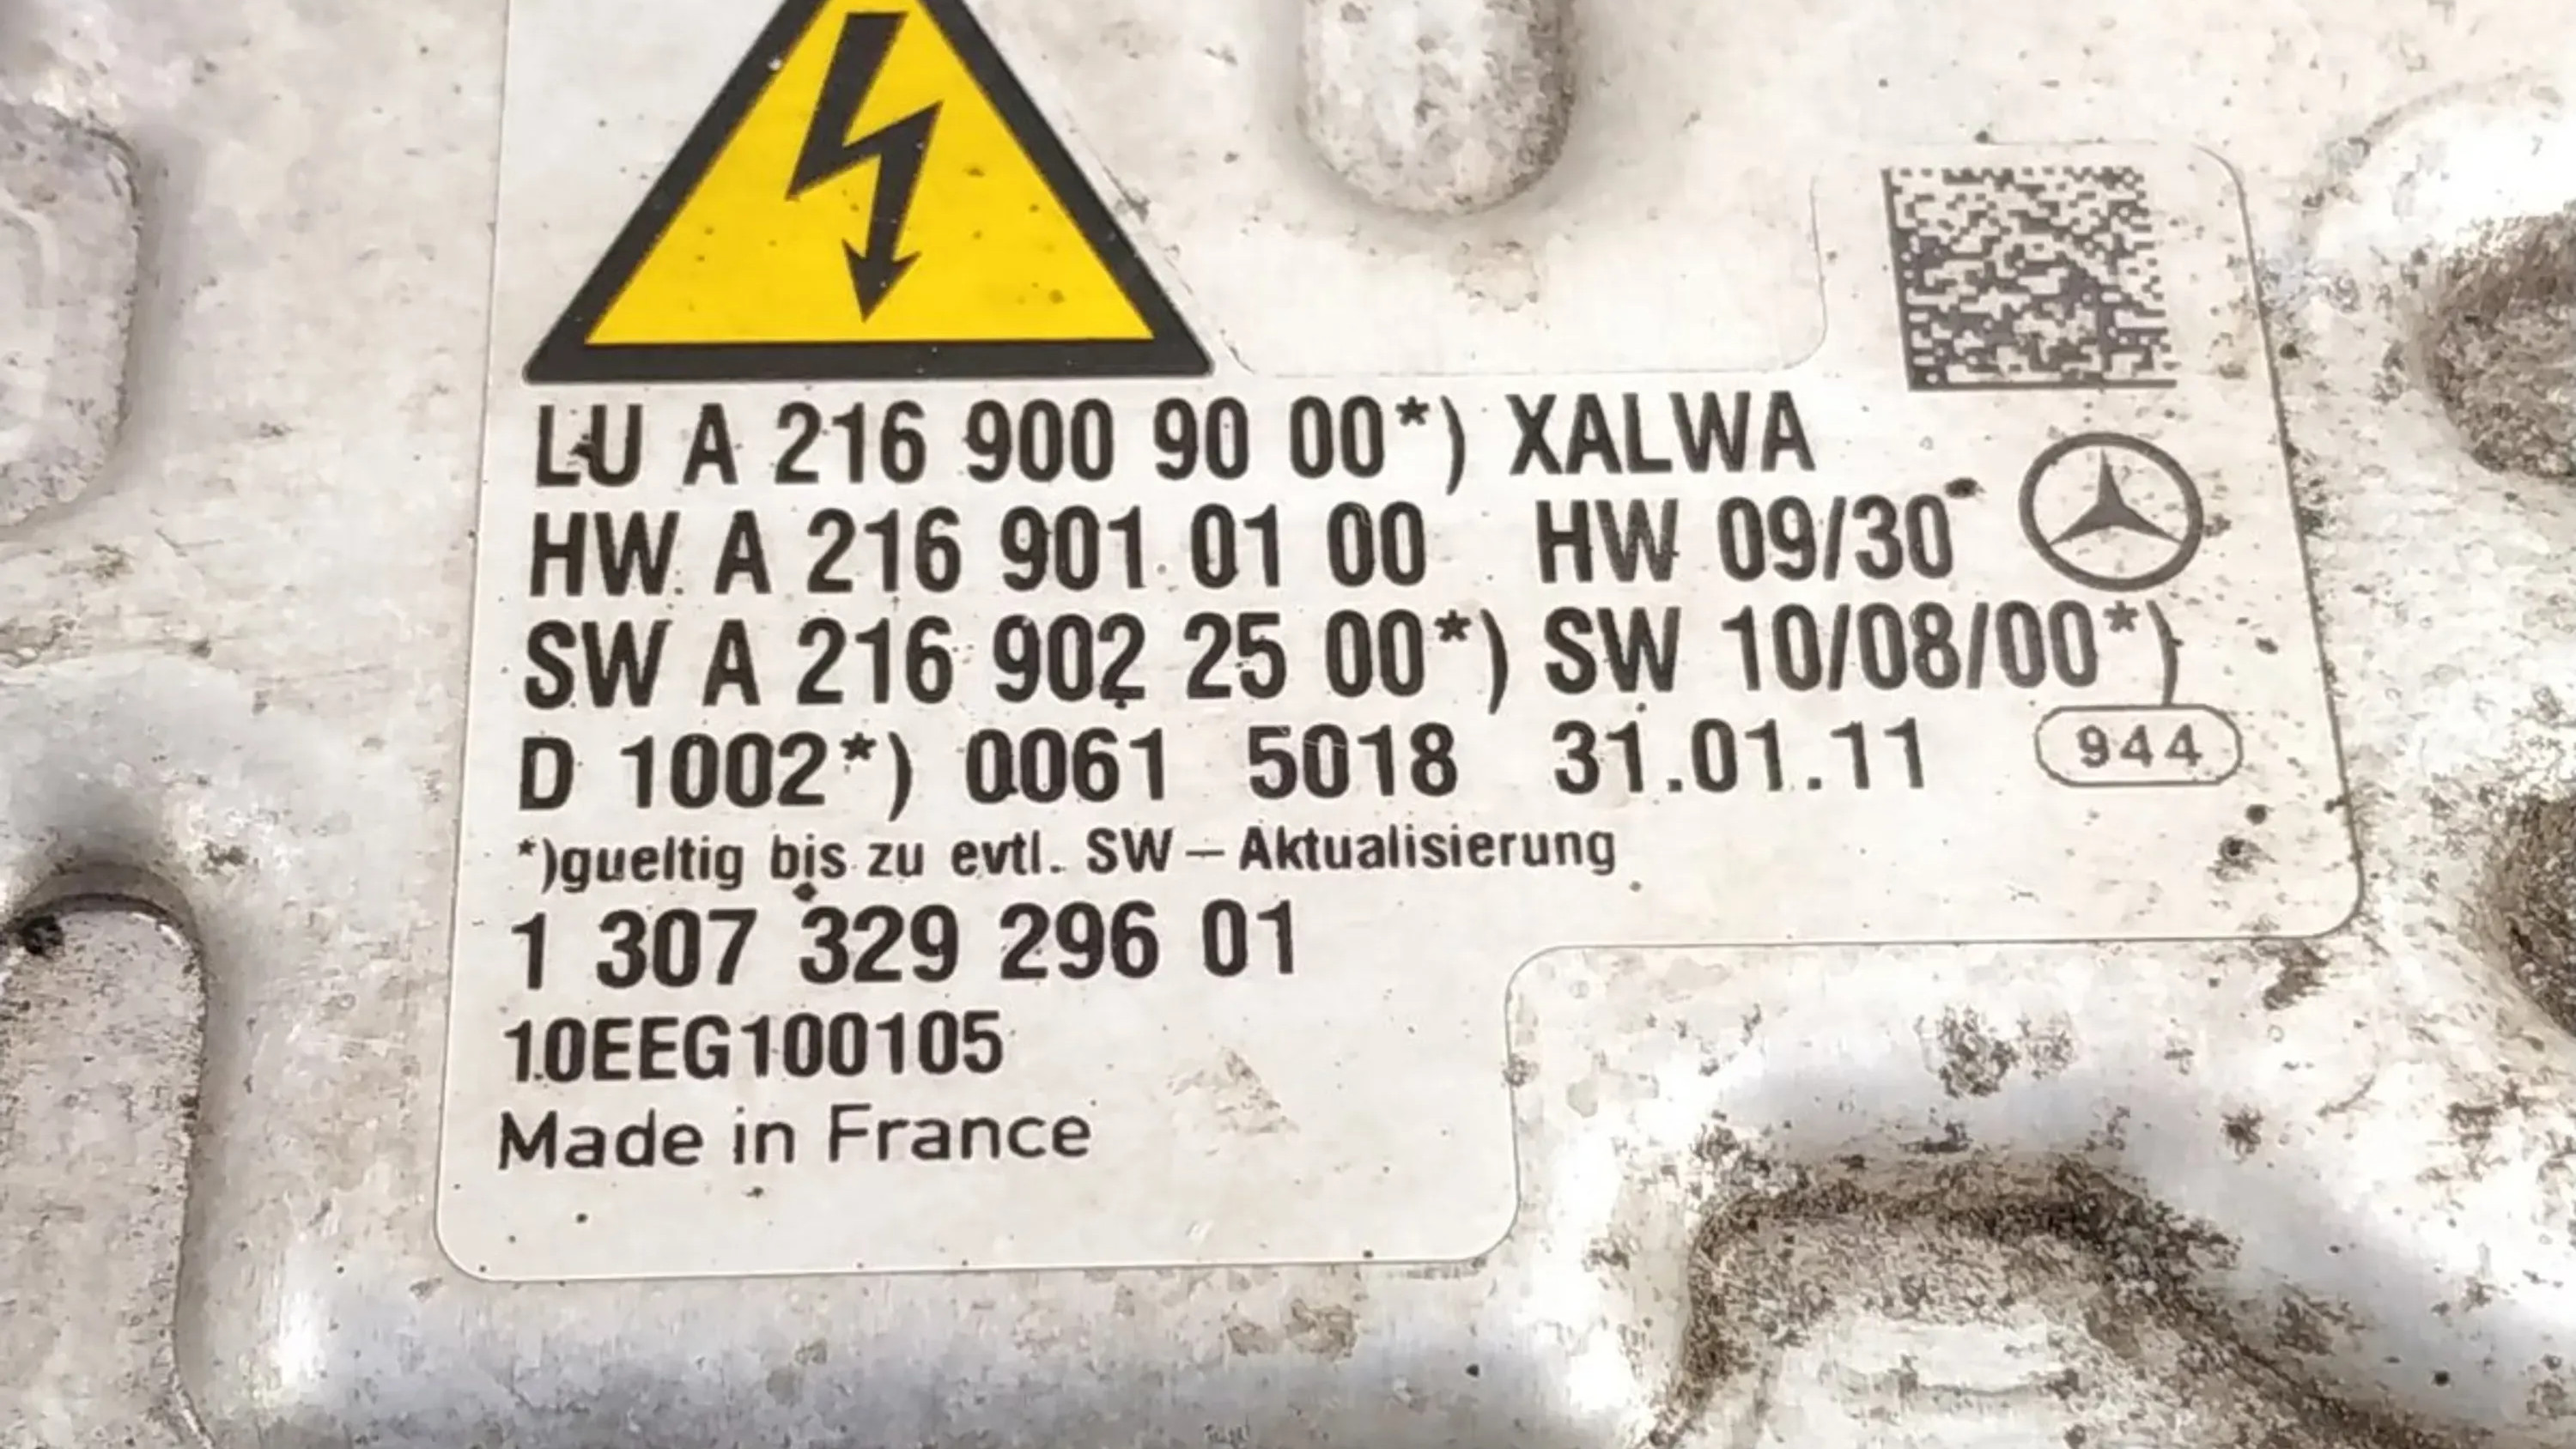 LU A 216 900 90 00*) XALWA
HW A 216 901 01 00 HW 09/30
SW A 216 902 25 00*) SW 10/08/00*)
D 1002*) 0061 5018 31.01.11 944
*)gueltig bis zu evtl. SW-Aktualisierung
1 307 329 296 01
10EEG100105
Made in France